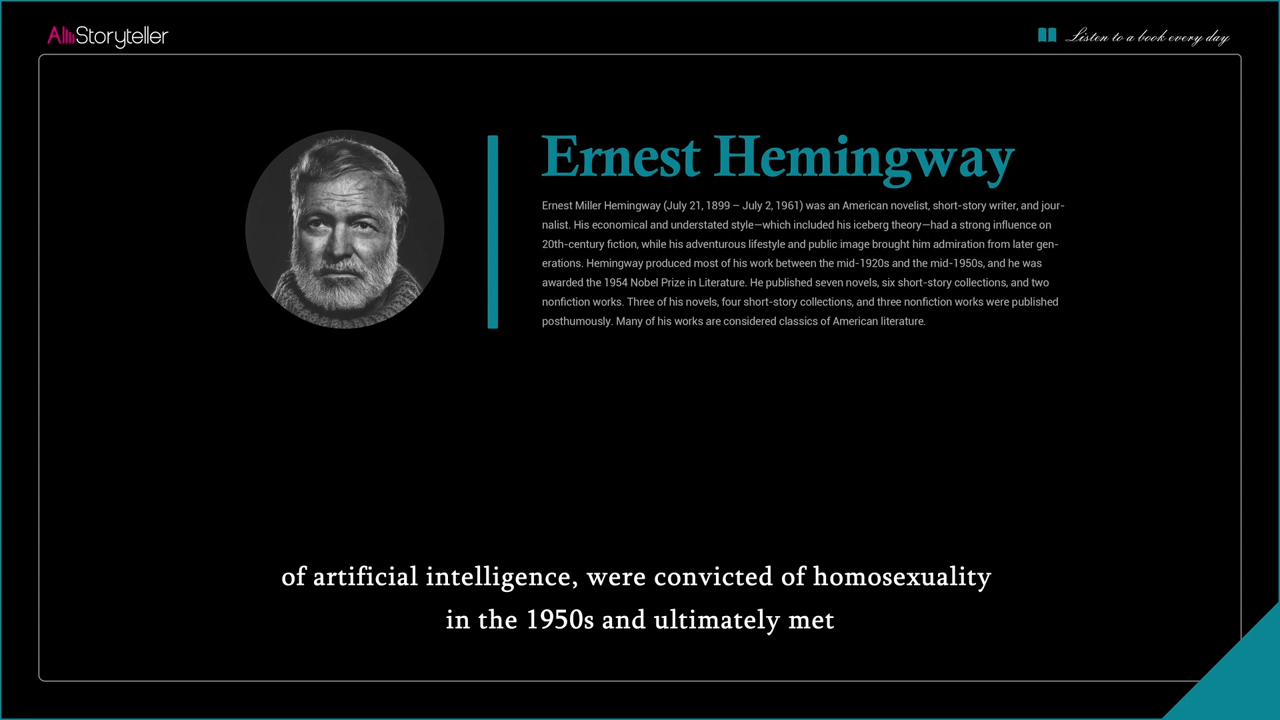 AllStoryteller
Listen to a book every day
Ernest Hemingway
Ernest Miller Hemingway (July 21, 1899 – July 2, 1961) was an American novelist, short-story writer, and jour-
nalist. His economical and understated style—which included his iceberg theory—had a strong influence on
20th-century fiction, while his adventurous lifestyle and public image brought him admiration from later gen-
erations. Hemingway produced most of his work between the mid-1920s and the mid-1950s, and he was
awarded the 1954 Nobel Prize in Literature. He published seven novels, six short-story collections, and two
nonfiction works. Three of his novels, four short-story collections, and three nonfiction works were published
posthumously. Many of his works are considered classics of American literature.
of artificial intelligence, were convicted of homosexuality
in the 1950s and ultimately met